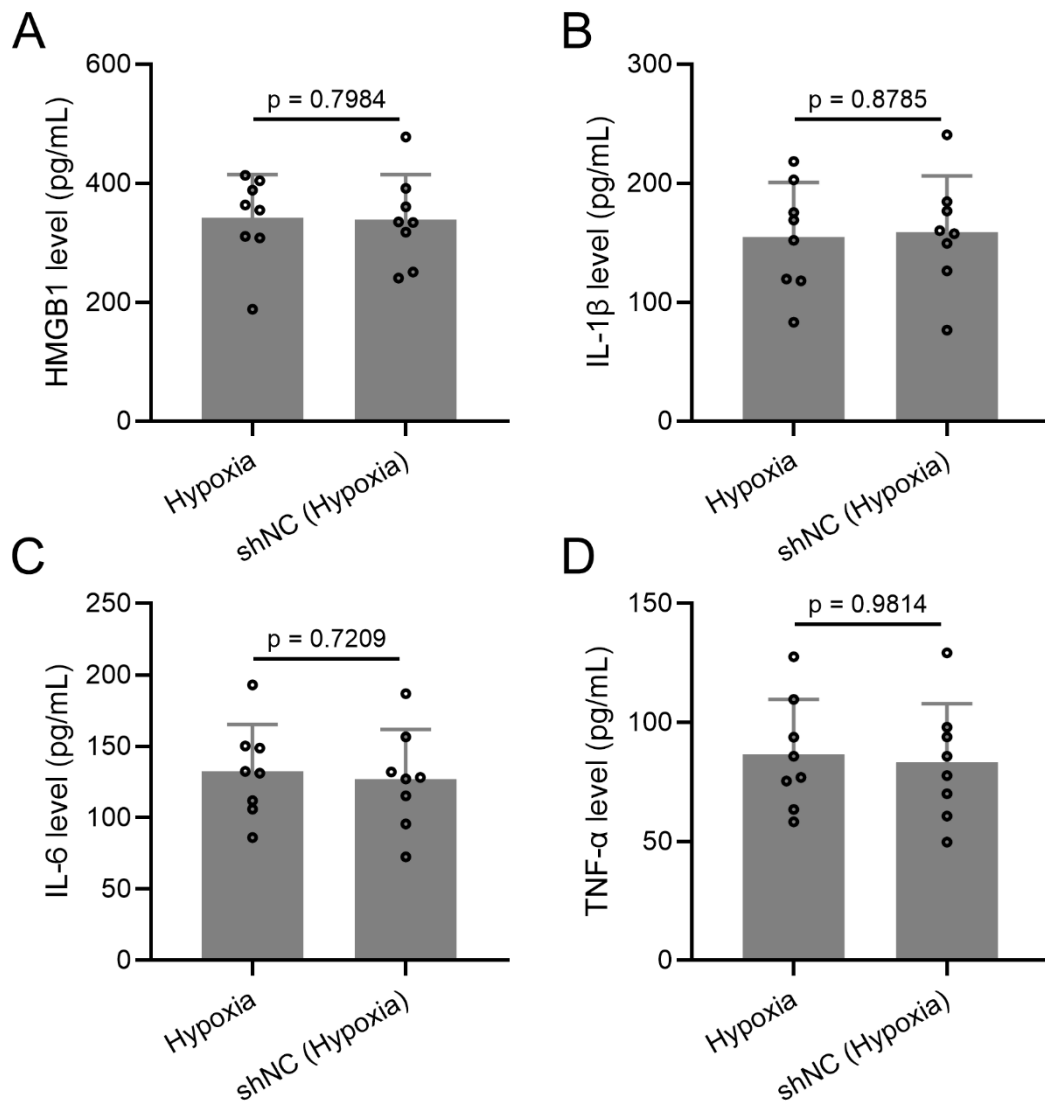 A
HMGB1 level (pg/mL)
600
400
200
0
p = 0.7984
Hypoxia
shNC (Hypoxia)
B
IL-1β level (pg/mL)
300
200
100
0
p = 0.8785
Hypoxia
shNC (Hypoxia)
C
IL-6 level (pg/mL)
250
200
150
100
50
0
p = 0.7209
Hypoxia
shNC (Hypoxia)
D
TNF-α level (pg/mL)
150
100
50
0
p = 0.9814
Hypoxia
shNC (Hypoxia)